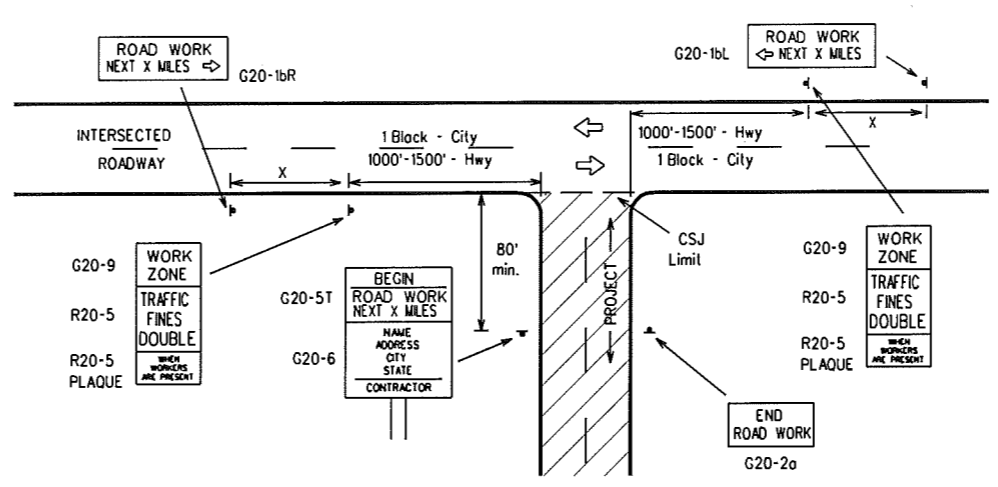 ROAD WORK
NEXT X MILES ⇨
G20-1bR
G20-1bL
ROAD WORK
⇦ NEXT X MILES
INTERSECTED
ROADWAY
1 Block - City
1000'-1500' - Hwy
X
1000'-1500' - Hwy
1 Block - City
X
80'
min.
CSJ
Limit
PROJECT
G20-9
WORK
ZONE
R20-5
TRAFFIC
FINES
DOUBLE
R20-5
PLAQUE
WHEN
WORKERS
ARE PRESENT
G20-5T
BEGIN
ROAD WORK
NEXT X MILES
G20-6
NAME
ADDRESS
CITY
STATE
CONTRACTOR
G20-9
WORK
ZONE
R20-5
TRAFFIC
FINES
DOUBLE
R20-5
PLAQUE
WHEN
WORKERS
ARE PRESENT
END
ROAD WORK
G20-2a